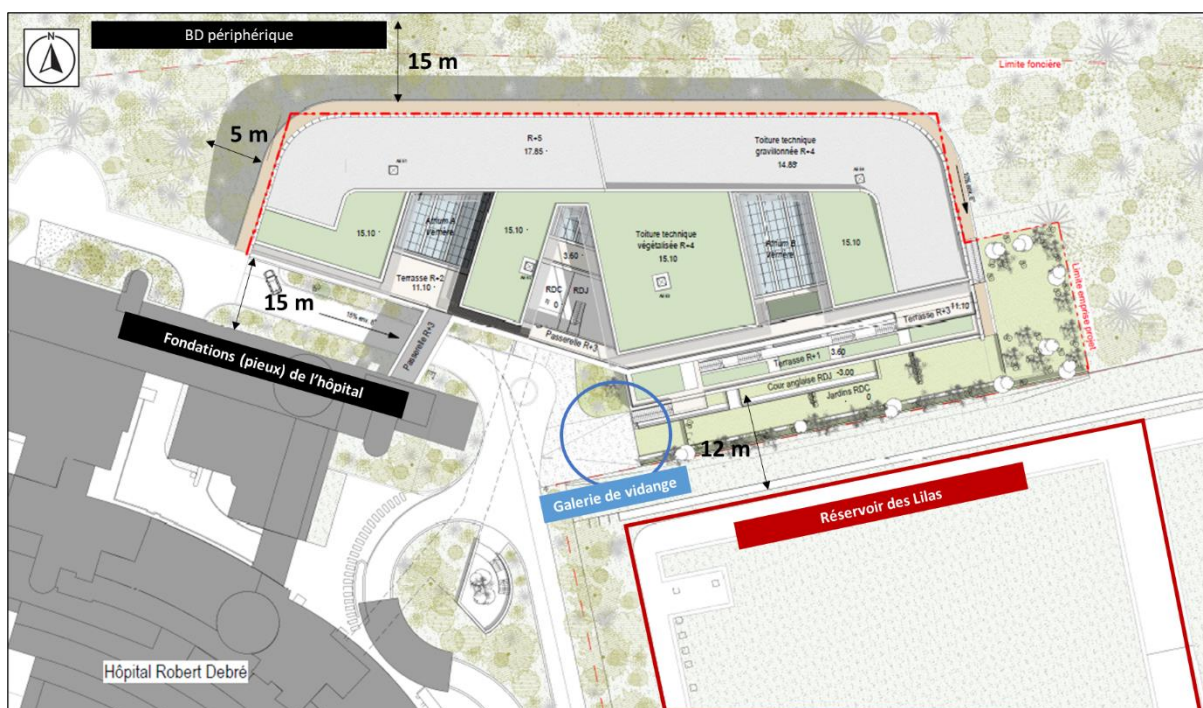 BD périphérique
15 m
Limite foncière
5 m
R+5
17.85
Toiture technique
gravillonnée R+4
14.85
15.10
Atrium A
verrière
15.10
3.60
Toiture technique
végétalisée R+4
15.10
Atrium B
verrière
15.10
Terrasse R+2
11.10
RDC
0
RDJ
15 m
Passerelle R+3
Passerelle R+3
Terrasse R+3
11.10
Limite emprise projet
Fondations (pieux) de l'hôpital
Terrasse R+1
3.60
Cour anglaise RDJ
-3.00
Jardins RDC
0
12 m
Galerie de vidange
Réservoir des Lilas
Hôpital Robert Debré